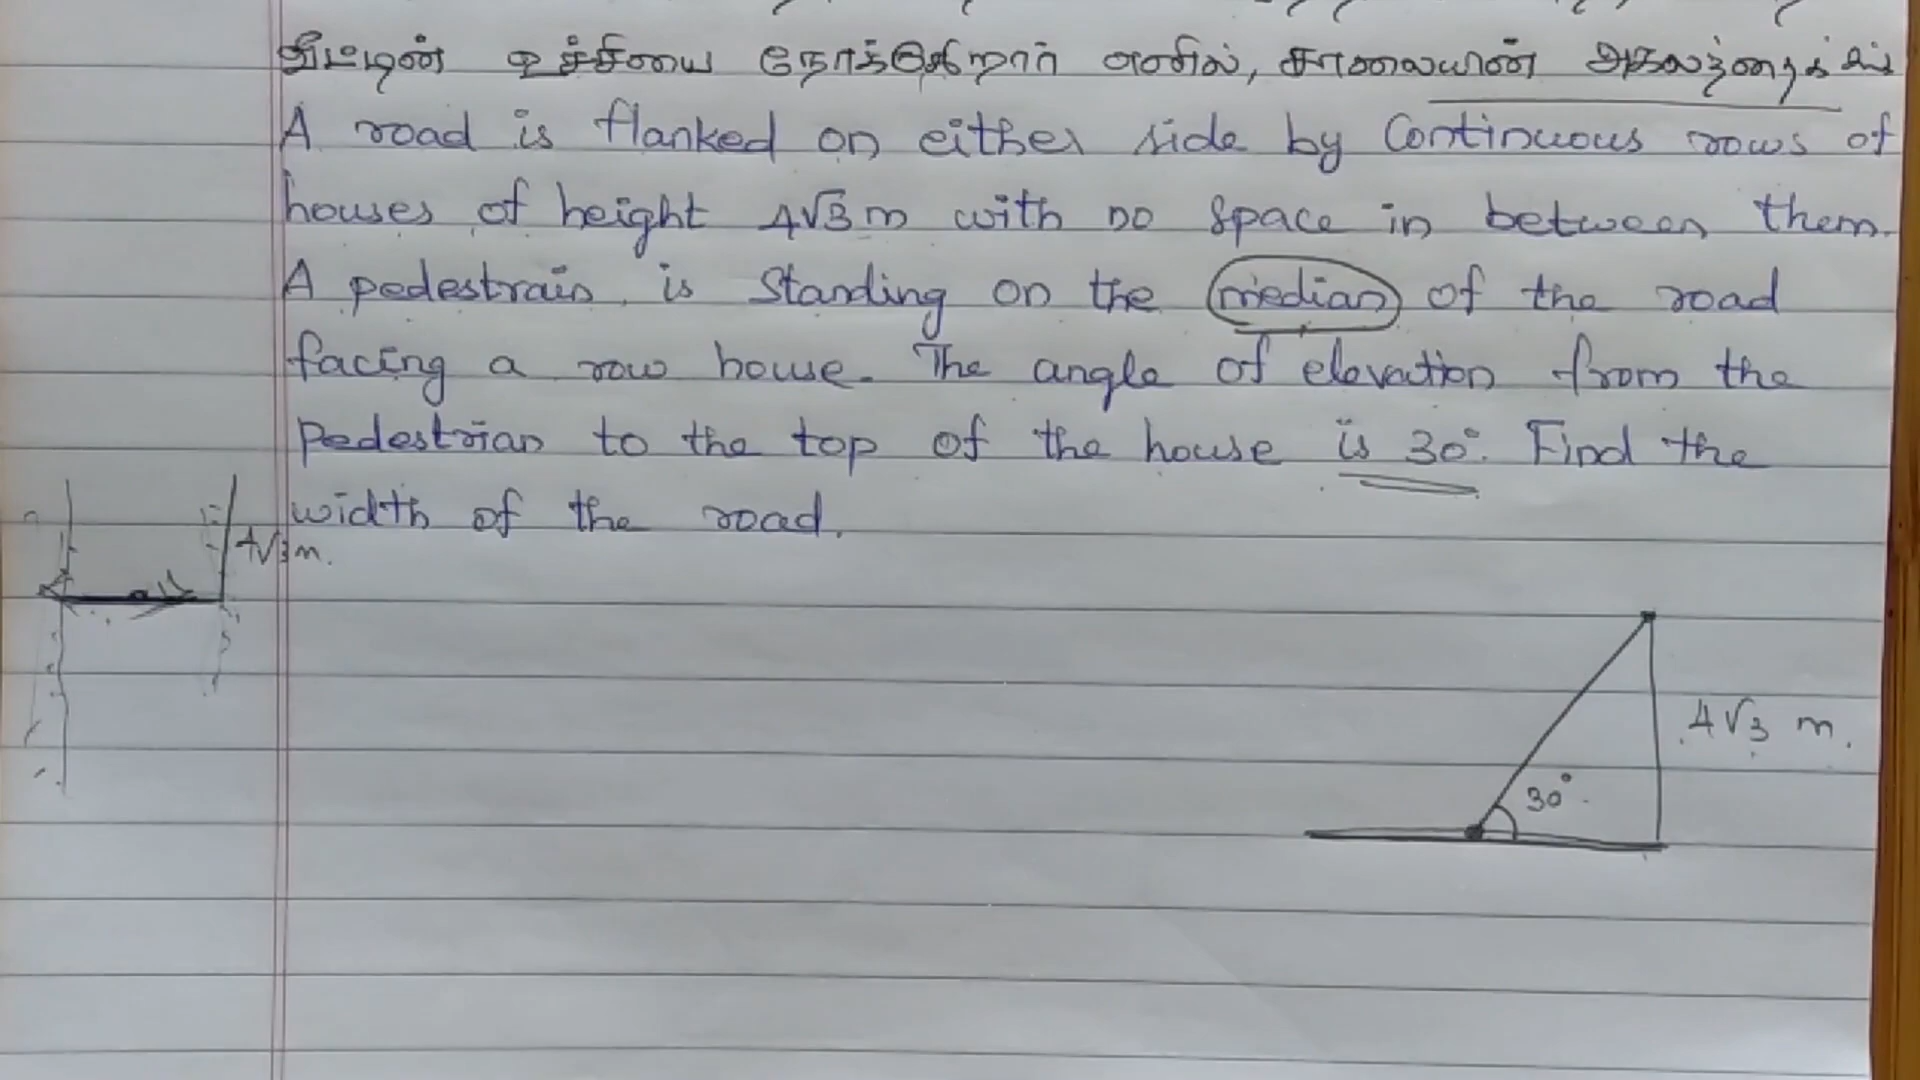 வீட்டின் உச்சியை நோக்குகிறார் எனில், சாலையின் அகலத்தைக்
A road is flanked on either side by Continuous rows of
houses of height 4√3 m with no space in between them.
A pedestrain is Standing on the median of the road
facing a row house. The angle of elevation from the
Pedestrian to the top of the house is 30°. Find the
width of the road.
4√3 m.
4√3 m.
30°.